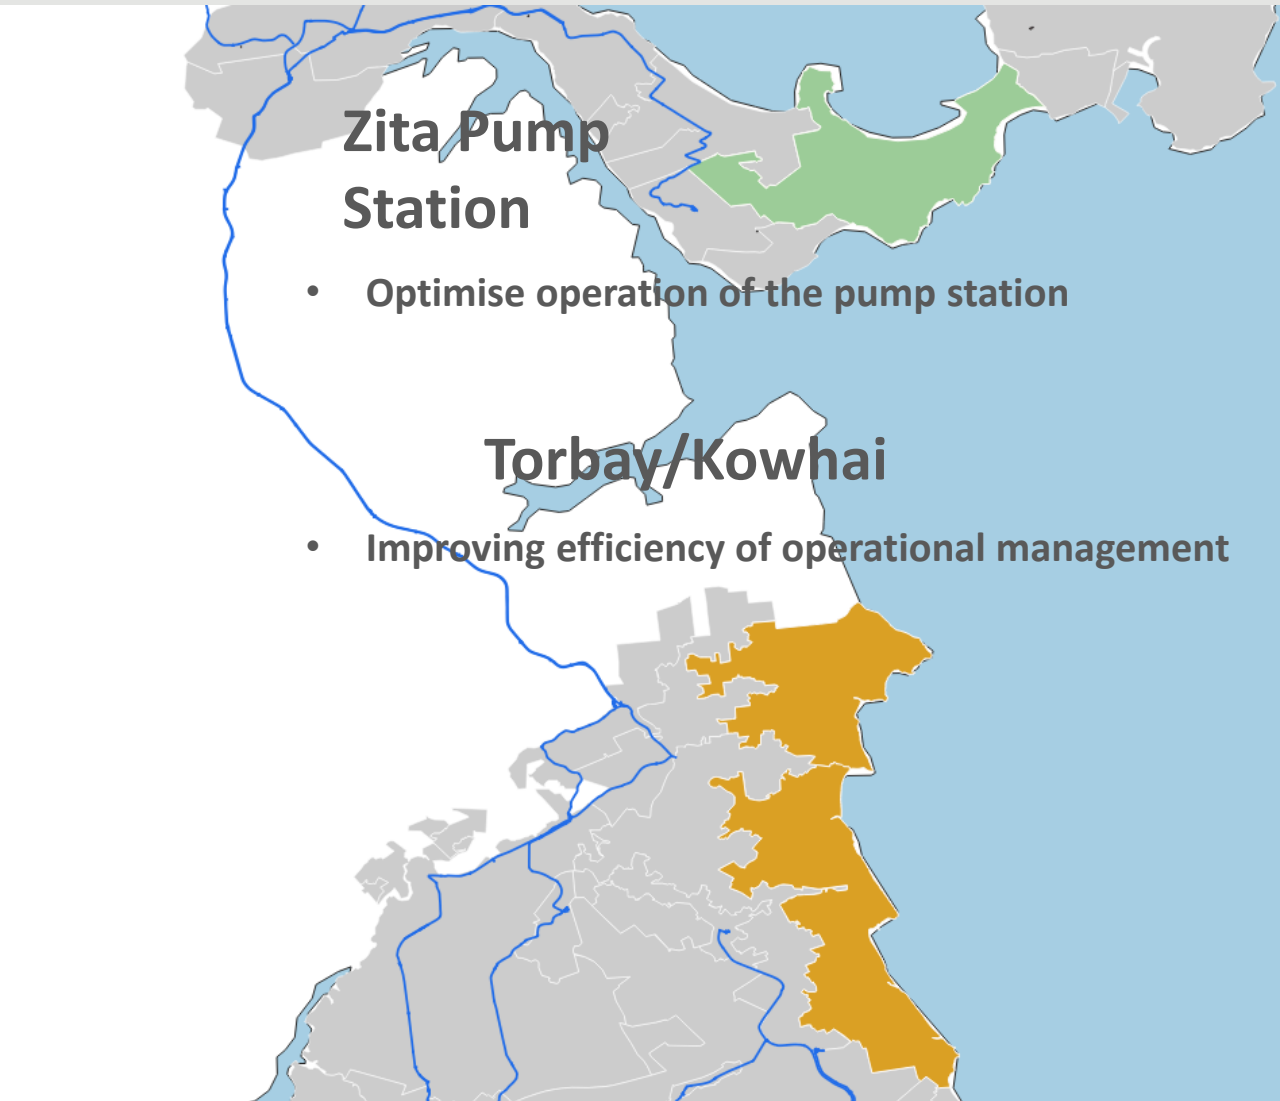 Zita Pump
Station
• Optimise operation of the pump station
Torbay/Kowhai
• Improving efficiency of operational management